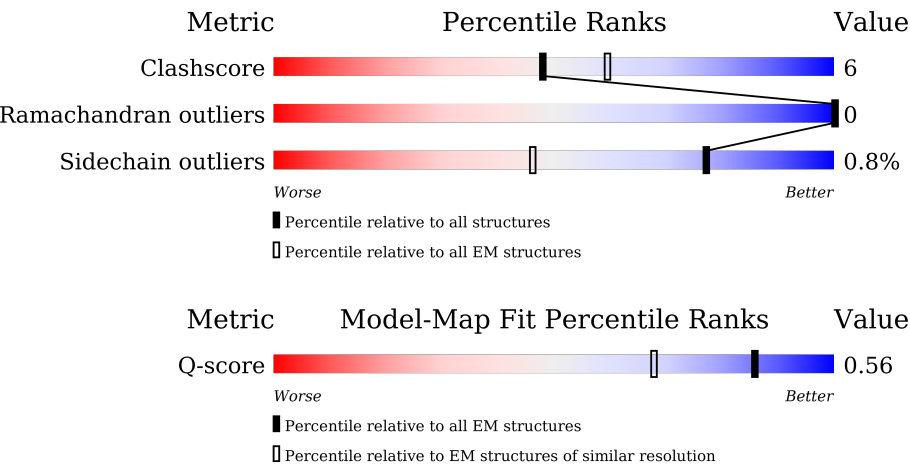 Metric Percentile Ranks Value
Clashscore 6
Ramachandran outliers 0
Sidechain outliers 0.8%
Worse Better
Percentile relative to all structures
Percentile relative to all EM structures
Metric Model-Map Fit Percentile Ranks Value
Q-score 0.56
Worse Better
Percentile relative to all EM structures
Percentile relative to EM structures of similar resolution